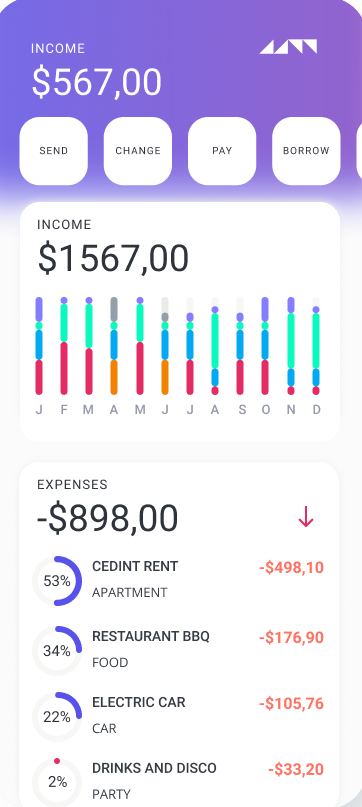 INCOME
$567,00
SEND CHANGE PAY BORROW
INCOME
$1567,00
J F M A M J J A S O N D
EXPENSES
-$898,00
53% CEDINT RENT -$498,10
APARTMENT
34% RESTAURANT BBQ -$176,90
FOOD
22% ELECTRIC CAR -$105,76
CAR
2% DRINKS AND DISCO -$33,20
PARTY